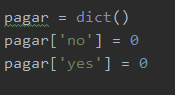 pagar = dict()
pagar['no'] = 0
pagar['yes'] = 0